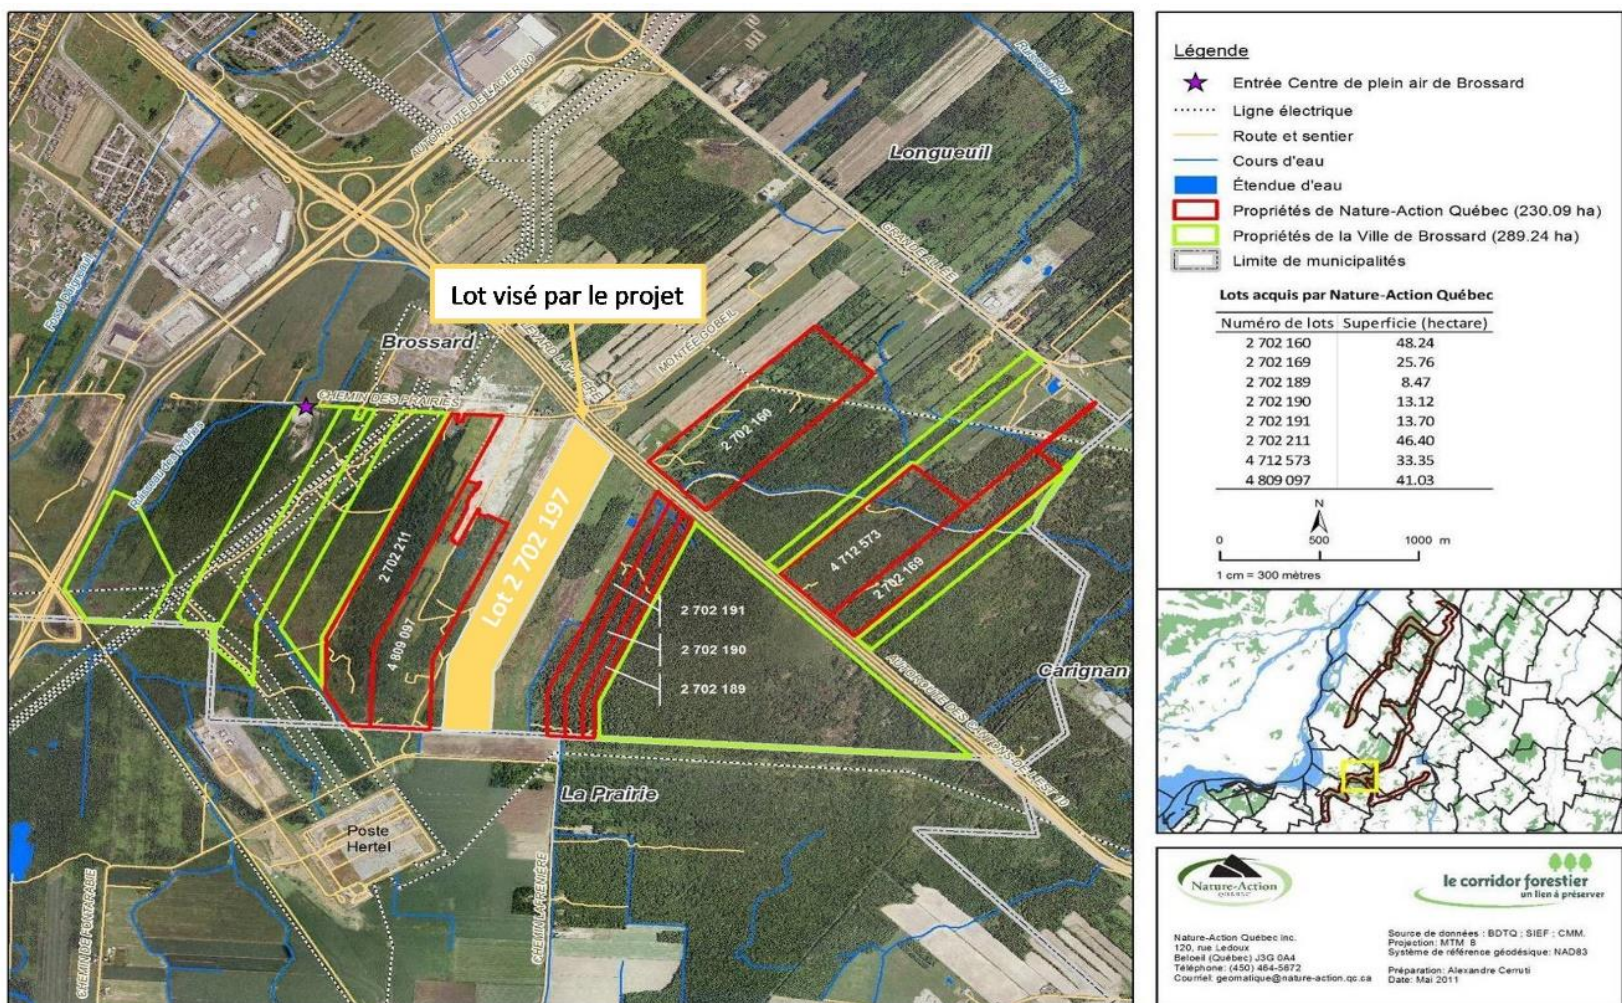 AUTOROUTE DE L'ACIER 30
Ruisseau Roy
Longueuil
GRANDE ALLÉE
Fossé Daigneault
Lot visé par le projet
Brossard
MONTÉE GOBEIL
CHEMIN DES PRAIRIES
Ruisseau des Prairies
2 702 160
2 702 211
Lot 2 702 197
4 712 573
2 702 169
4 809 097
2 702 191
2 702 190
2 702 189
Carignan
AUTOROUTE DES CANTONS DE L'EST 10
La Prairie
Poste
Hertel
CHEMIN LAFRENIÈRE
Légende
Entrée Centre de plein air de Brossard
Ligne électrique
Route et sentier
Cours d'eau
Étendue d'eau
Propriétés de Nature-Action Québec (230.09 ha)
Propriétés de la Ville de Brossard (289.24 ha)
Limite de municipalités
Lots acquis par Nature-Action Québec
Numéro de lots Superficie (hectare)
2 702 160 48.24
2 702 169 25.76
2 702 189 8.47
2 702 190 13.12
2 702 191 13.70
2 702 211 46.40
4 712 573 33.35
4 809 097 41.03
N
0 500 1000 m
1 cm = 300 mètres
Nature-Action
QUÉBEC
le corridor forestier
un lien à préserver
Nature-Action Québec inc.
120, rue Ledoux
Beloeil (Québec) J3G 0A4
Téléphone: (450) 464-5672
Courriel: geomatique@nature-action.qc.ca
Source de données : BDTQ ; SIEF ; CMM.
Projection: MTM 8
Système de référence géodésique: NAD83
Préparation: Alexandre Cerruti
Date: Mai 2011